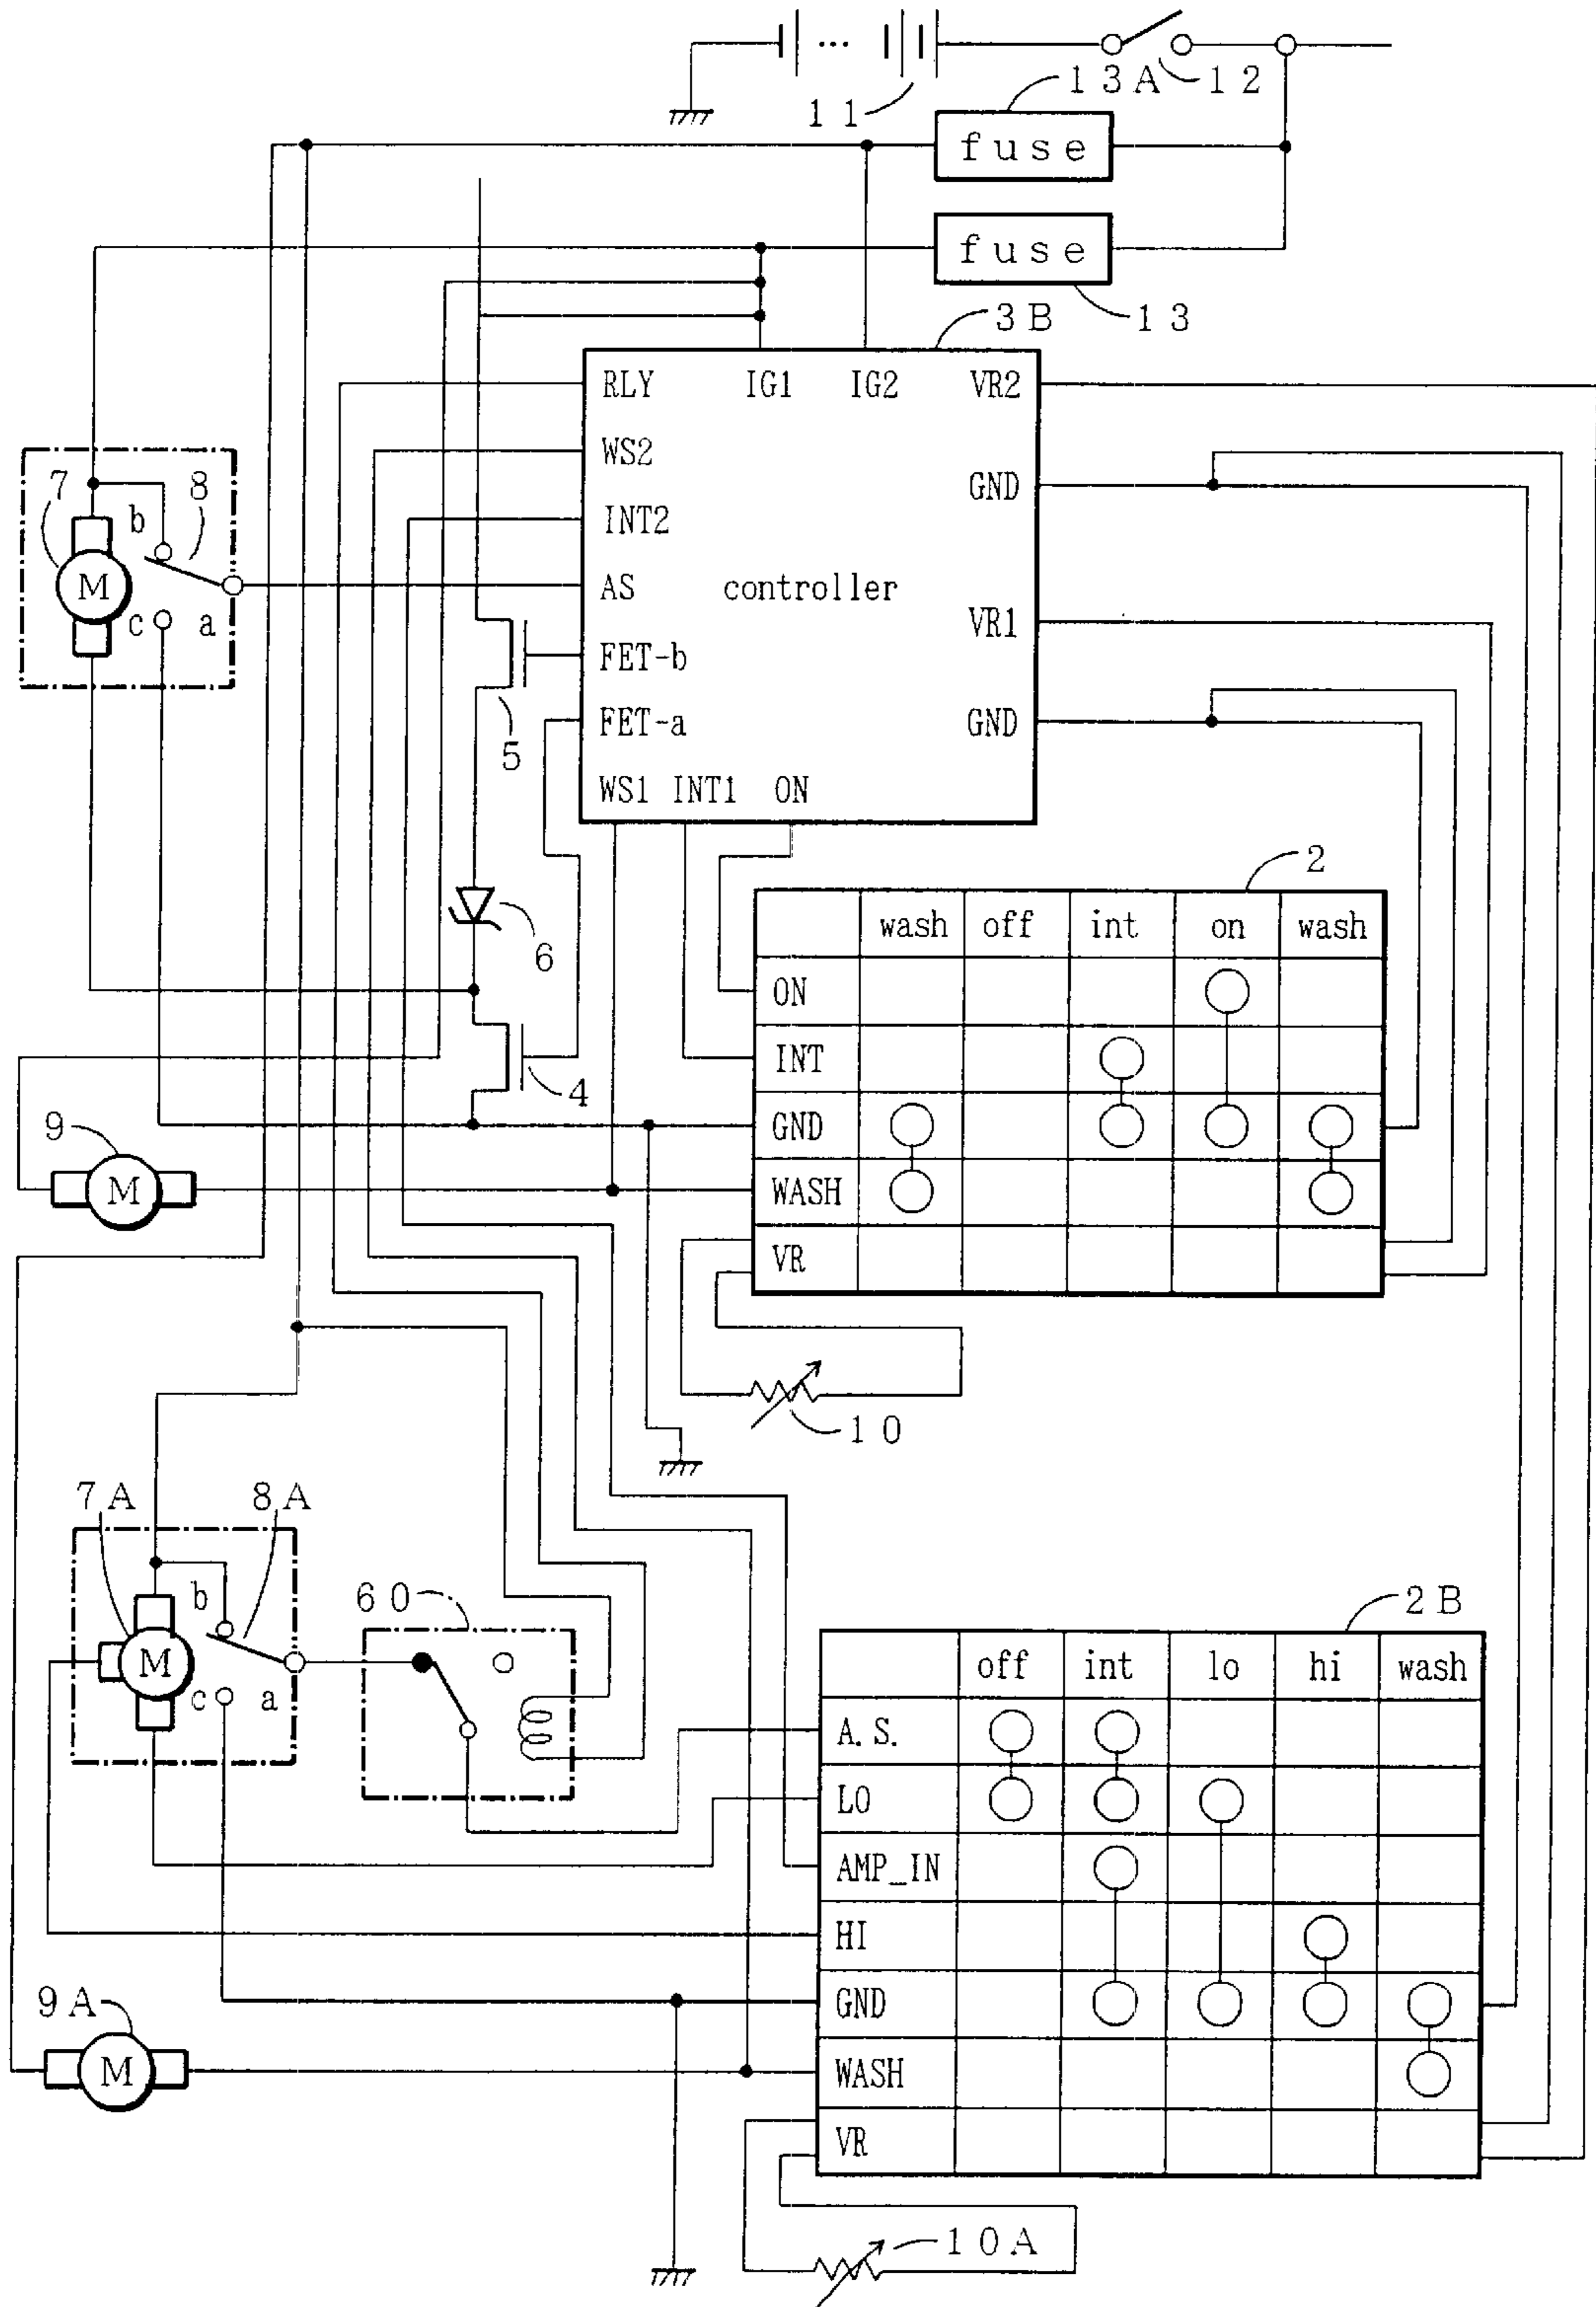 13A
12
11
fuse
fuse
13
3B
RLY IG1 IG2 VR2
WS2
GND
INT2
AS controller
VR1
FET-b
FET-a GND
WS1 INT1 ON
7
8
b
M
c
a
5
6
4
2
wash off int on wash
ON
INT
GND
WASH
VR
9
M
10
7A
8A
b
M
c
a
60
2B
off int lo hi wash
A.S.
LO
AMP_IN
HI
GND
WASH
VR
9A
M
10A